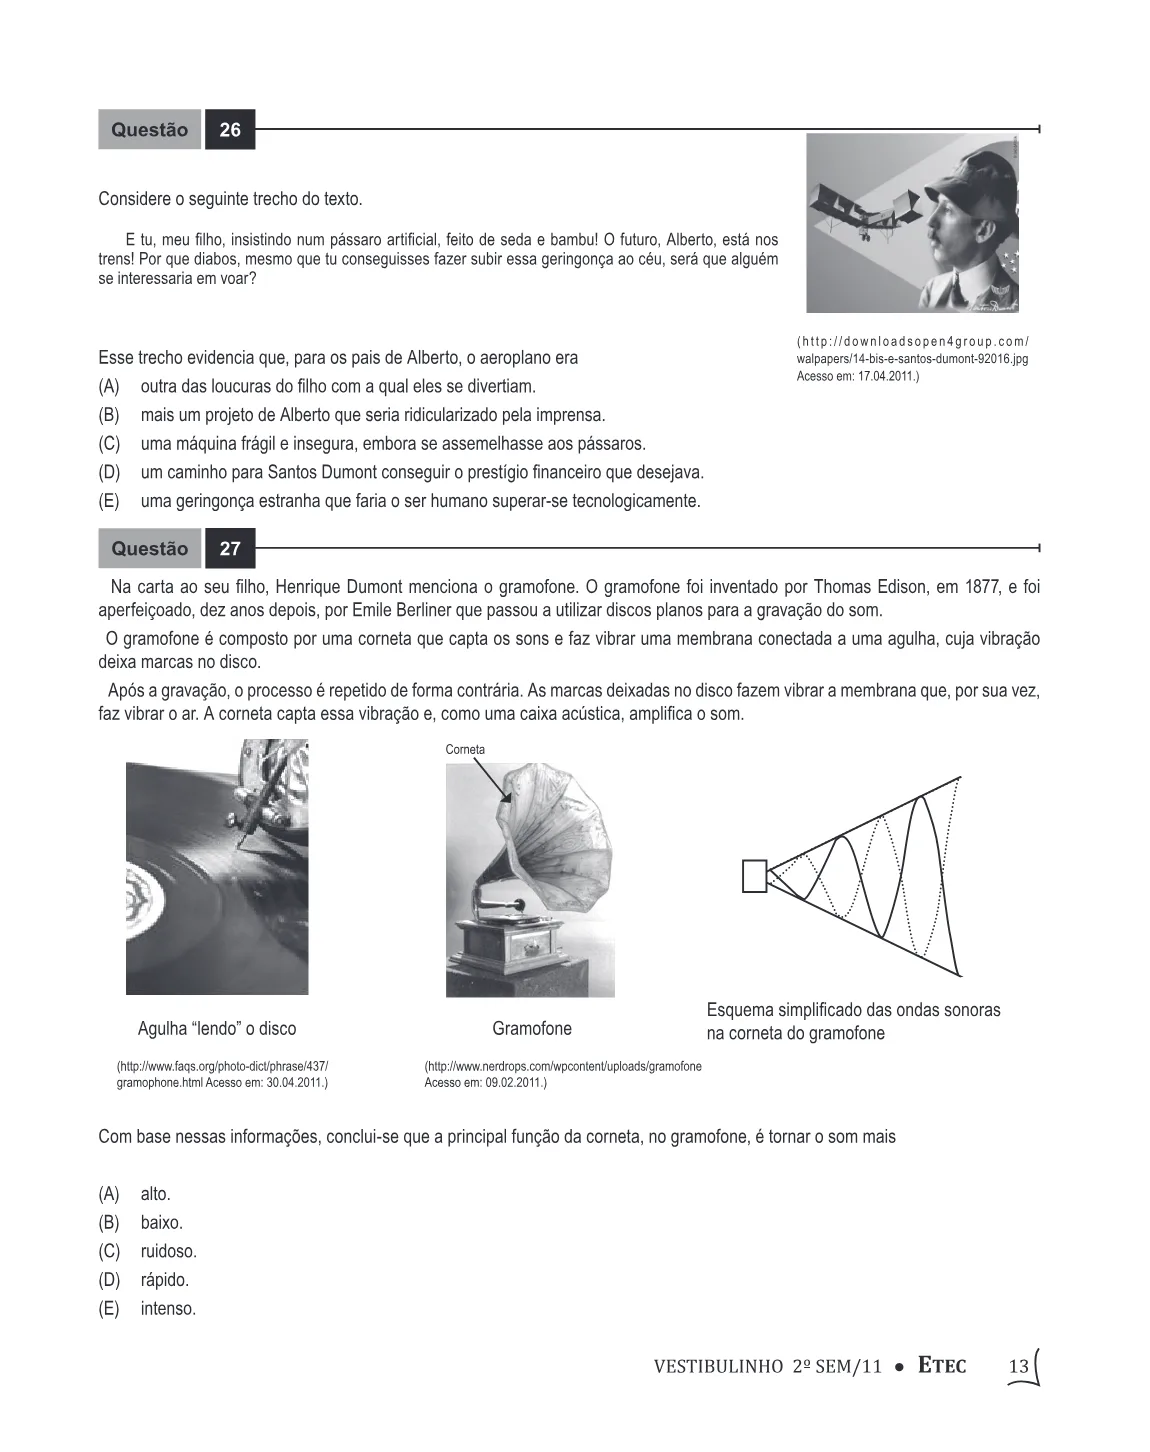 Questão 26
Considere o seguinte trecho do texto.
E tu, meu filho, insistindo num pássaro artificial, feito de seda e bambu! O futuro, Alberto, está nos
trens! Por que diabos, mesmo que tu conseguisses fazer subir essa geringonça ao céu, será que alguém
se interessaria em voar?
(http://downloadsopen4group.com/
walpapers/14-bis-e-santos-dumont-92016.jpg
Acesso em: 17.04.2011.)
Esse trecho evidencia que, para os pais de Alberto, o aeroplano era
(A) outra das loucuras do filho com a qual eles se divertiam.
(B) mais um projeto de Alberto que seria ridicularizado pela imprensa.
(C) uma máquina frágil e insegura, embora se assemelhasse aos pássaros.
(D) um caminho para Santos Dumont conseguir o prestígio financeiro que desejava.
(E) uma geringonça estranha que faria o ser humano superar-se tecnologicamente.
Questão 27
Na carta ao seu filho, Henrique Dumont menciona o gramofone. O gramofone foi inventado por Thomas Edison, em 1877, e foi
aperfeiçoado, dez anos depois, por Emile Berliner que passou a utilizar discos planos para a gravação do som.
O gramofone é composto por uma corneta que capta os sons e faz vibrar uma membrana conectada a uma agulha, cuja vibração
deixa marcas no disco.
Após a gravação, o processo é repetido de forma contrária. As marcas deixadas no disco fazem vibrar a membrana que, por sua vez,
faz vibrar o ar. A corneta capta essa vibração e, como uma caixa acústica, amplifica o som.
Corneta
Agulha “lendo” o disco
(http://www.faqs.org/photo-dict/phrase/437/
gramophone.html Acesso em: 30.04.2011.)
Gramofone
(http://www.nerdrops.com/wpcontent/uploads/gramofone
Acesso em: 09.02.2011.)
Esquema simplificado das ondas sonoras
na corneta do gramofone
Com base nessas informações, conclui-se que a principal função da corneta, no gramofone, é tornar o som mais
(A) alto.
(B) baixo.
(C) ruidoso.
(D) rápido.
(E) intenso.
VESTIBULINHO 2º SEM/11 • ETEC 13